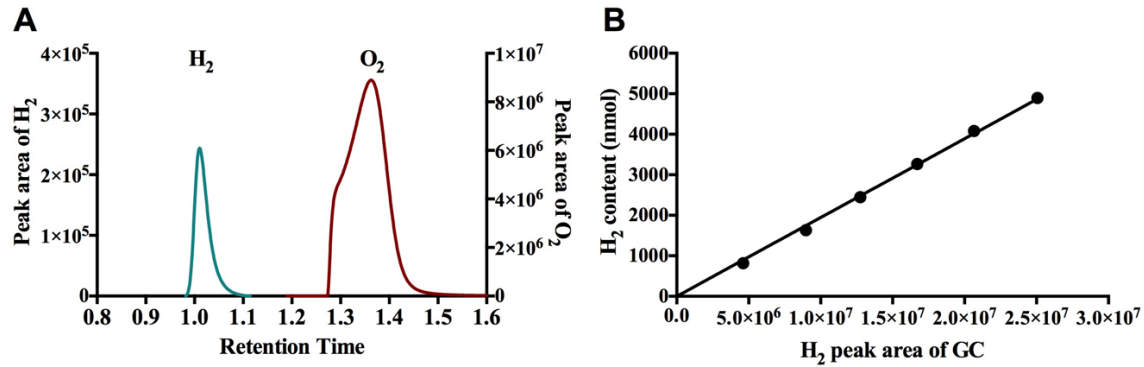 A
H₂
O₂
4×10⁵
3×10⁵
2×10⁵
1×10⁵
0
Peak area of H₂
1×10⁷
8×10⁶
6×10⁶
4×10⁶
2×10⁶
0
Peak area of O₂
0.8 0.9 1.0 1.1 1.2 1.3 1.4 1.5 1.6
Retention Time
B
6000
5000
4000
3000
2000
1000
0
H₂ content (nmol)
0.0 5.0×10⁶ 1.0×10⁷ 1.5×10⁷ 2.0×10⁷ 2.5×10⁷ 3.0×10⁷
H₂ peak area of GC